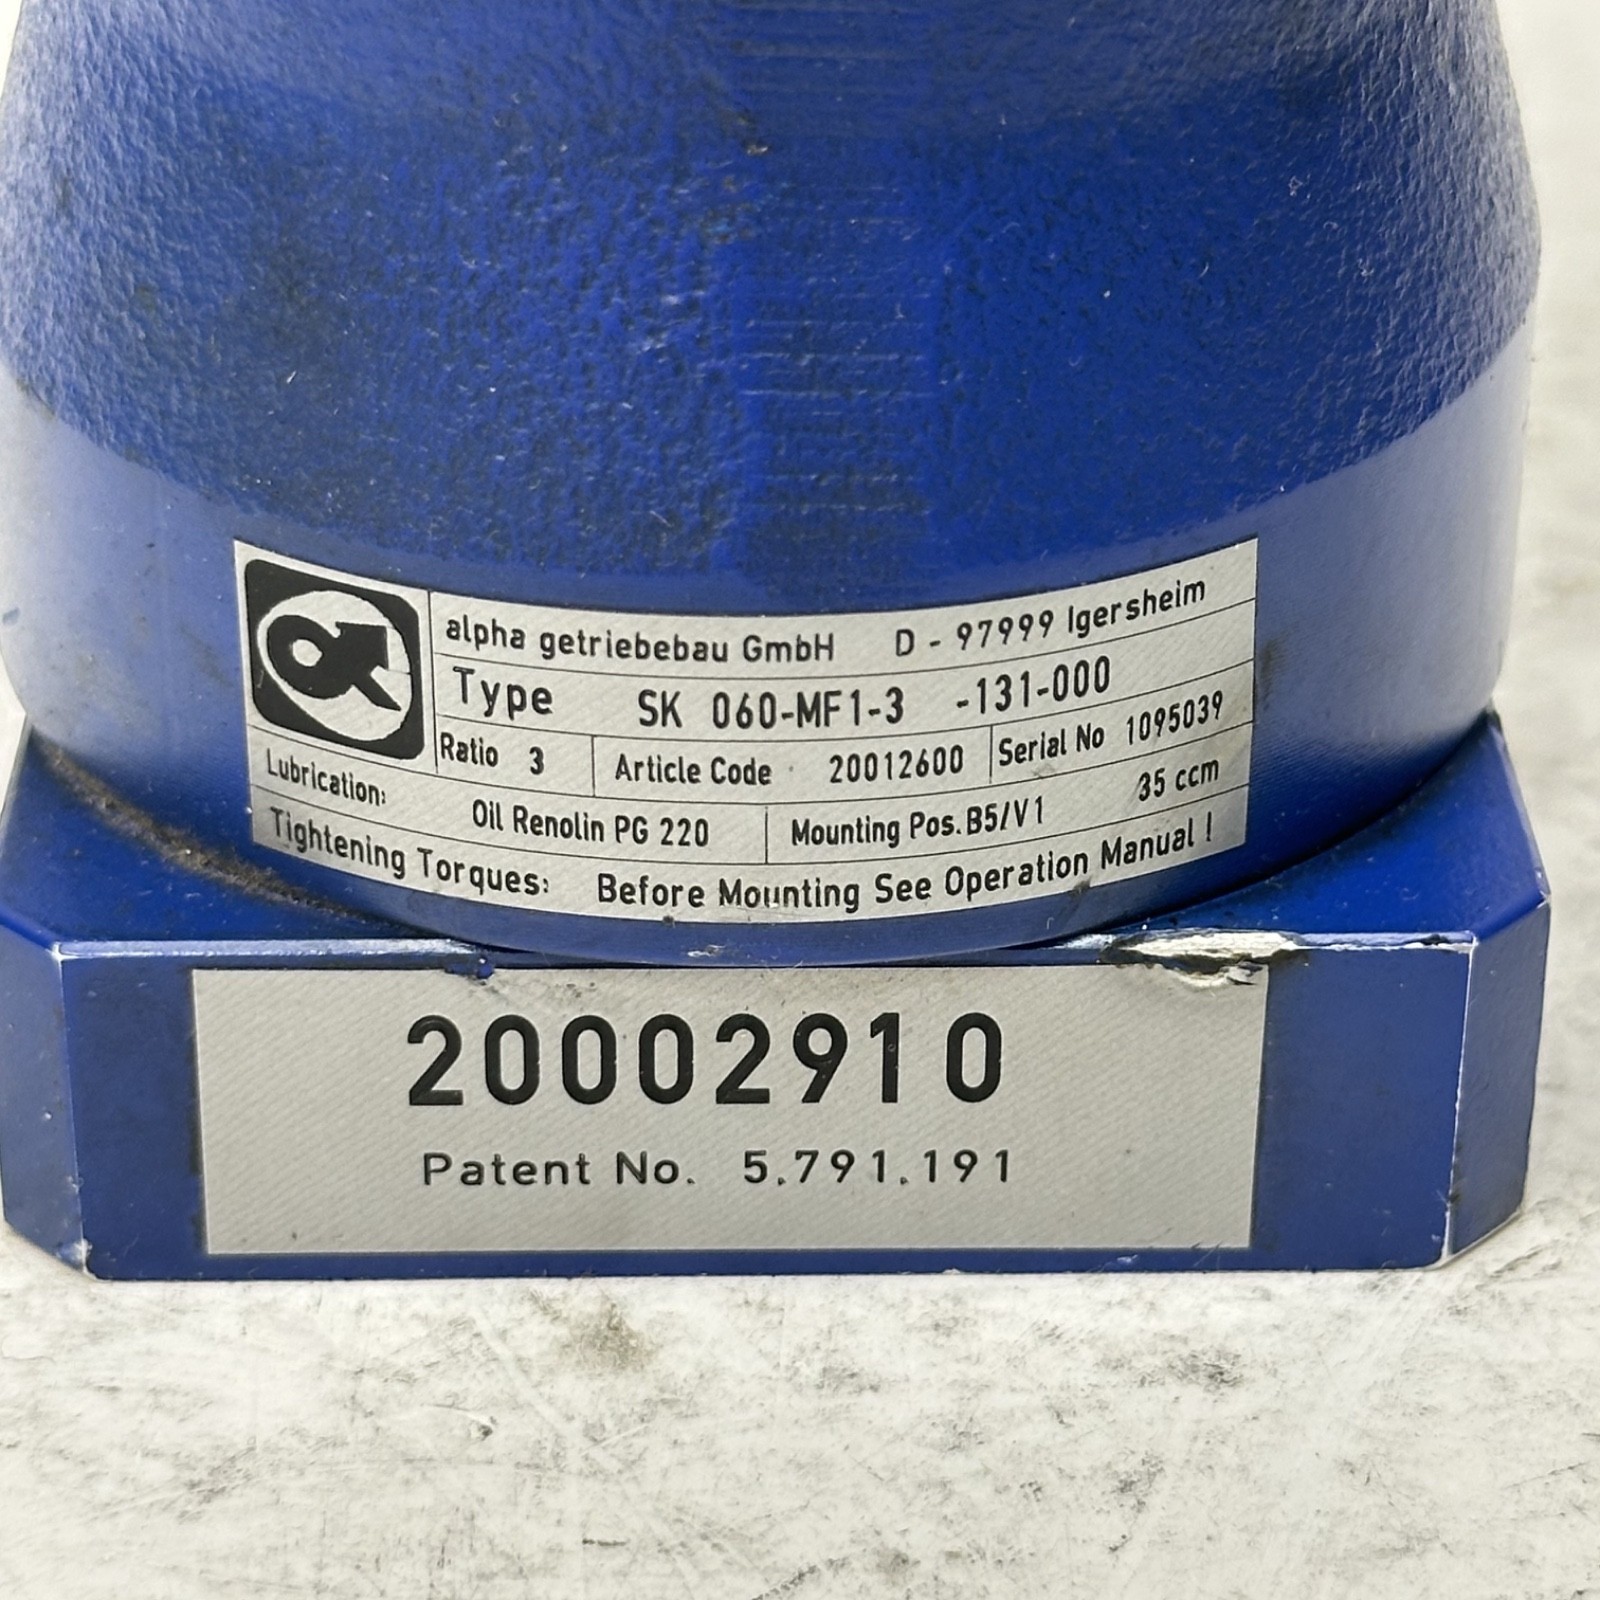 alpha getriebebau GmbH D - 97999 Igersheim
Type SK 060-MF1-3 -131-000
Ratio 3 Article Code 20012600 Serial No 1095039
Lubrication: Oil Renolin PG 220 Mounting Pos. B5/V1 35 ccm
Tightening Torques: Before Mounting See Operation Manual !
20002910
Patent No. 5.791.191